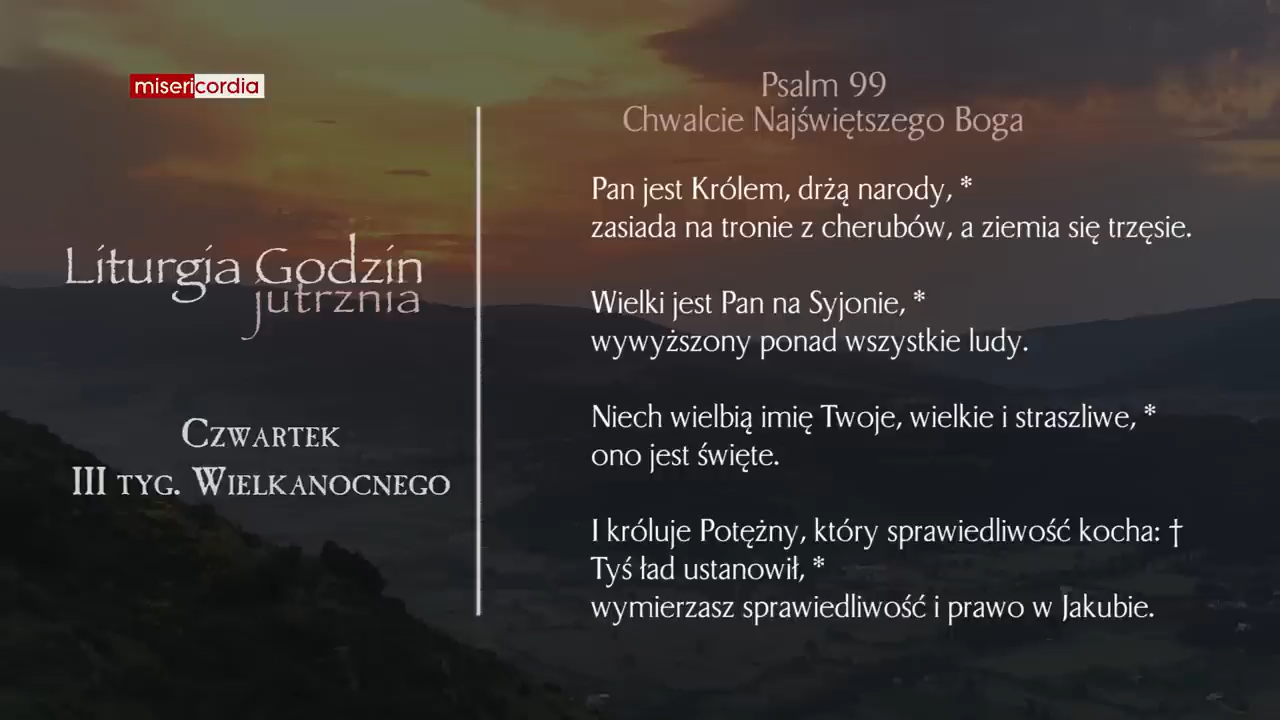 misericordia
Liturgia Godzin
jutrznia
Czwartek
III tyg. Wielkanocnego
Psalm 99
Chwalcie Najświętszego Boga
Pan jest Królem, drżą narody, *
zasiada na tronie z cherubów, a ziemia się trzęsie.
Wielki jest Pan na Syjonie, *
wywyższony ponad wszystkie ludy.
Niech wielbią imię Twoje, wielkie i straszliwe, *
ono jest święte.
I króluje Potężny, który sprawiedliwość kocha: †
Tyś ład ustanowił, *
wymierzasz sprawiedliwość i prawo w Jakubie.